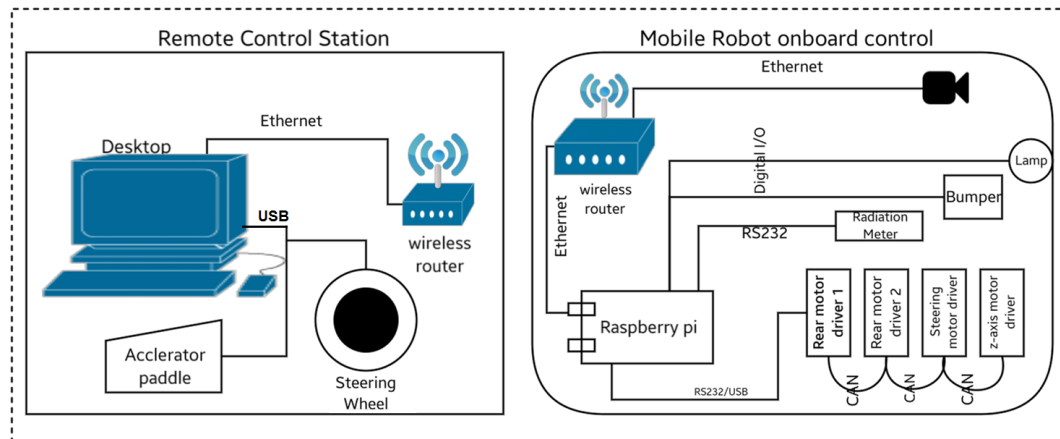 Remote Control Station
Desktop
Ethernet
USB
wireless
router
Acclerator
paddle
Steering
Wheel
Mobile Robot onboard control
Ethernet
wireless
router
Ethernet
Digital I/O
Lamp
Bumper
RS232
Radiation
Meter
Raspberry pi
RS232/USB
Rear motor
driver 1
Rear motor
driver 2
Steering
motor driver
z-axis motor
driver
CAN
CAN
CAN